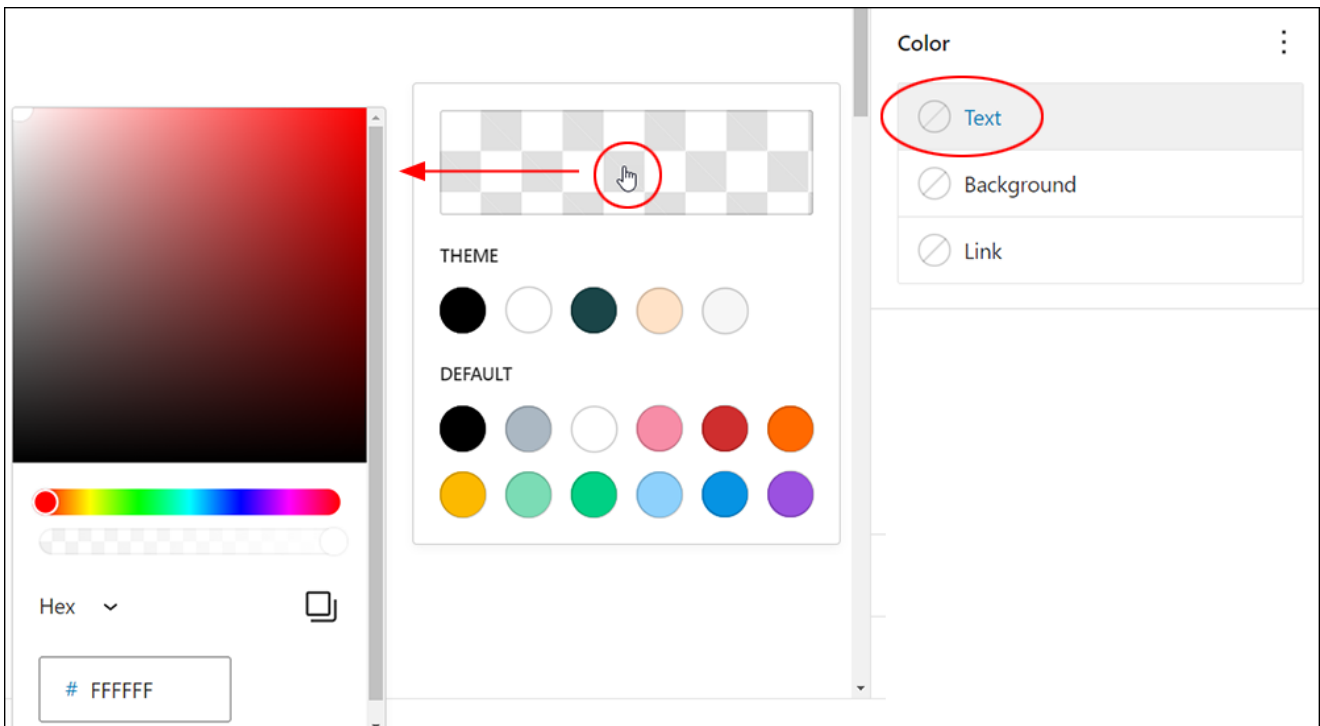 Color
Text
Background
Link
THEME
DEFAULT
Hex
# FFFFFF